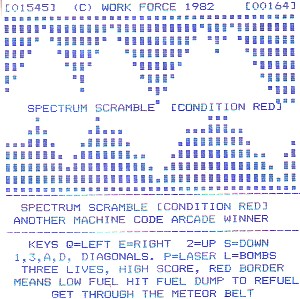 [01545] (C) WORK FORCE 1982 [00164]
SPECTRUM SCRAMBLE [CONDITION RED]
SPECTRUM SCRAMBLE [CONDITION RED]
ANOTHER MACHINE CODE ARCADE WINNER
KEYS Q=LEFT E=RIGHT 2=UP S=DOWN
1,3,A,D, DIAGONALS. P=LASER L=BOMBS
THREE LIVES, HIGH SCORE, RED BORDER
MEANS LOW FUEL HIT FUEL DUMP TO REFUEL
GET THROUGH THE METEOR BELT